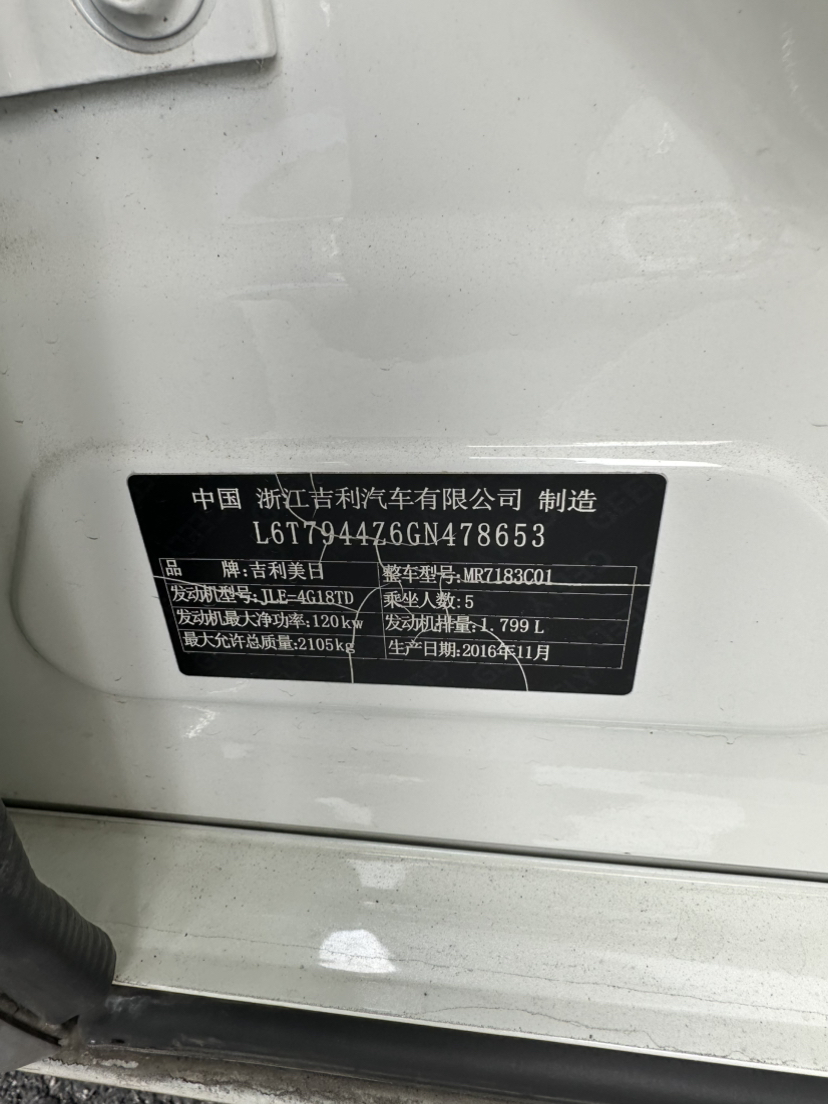 中国 浙江吉利汽车有限公司 制造
L6T7944Z6GN478653
品 牌:吉利美日 整车型号:MR7183C01
发动机型号:JLE-4G18TD 乘坐人数:5
发动机最大净功率:120kw 发动机排量:1.799L
最大允许总质量:2105kg 生产日期:2016年11月